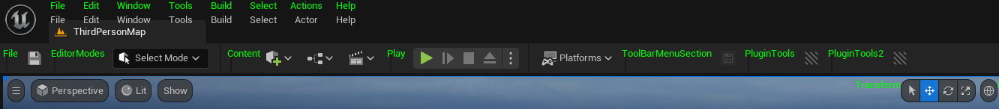 File Edit Window Tools Build Select Actions Help
File Edit Window Tools Build Select Actor Help
ThirdPersonMap
File EditorModes Select Mode Content Play Platforms ToolBarMenuSection PluginTools PluginTools2
Perspective Lit Show Transform